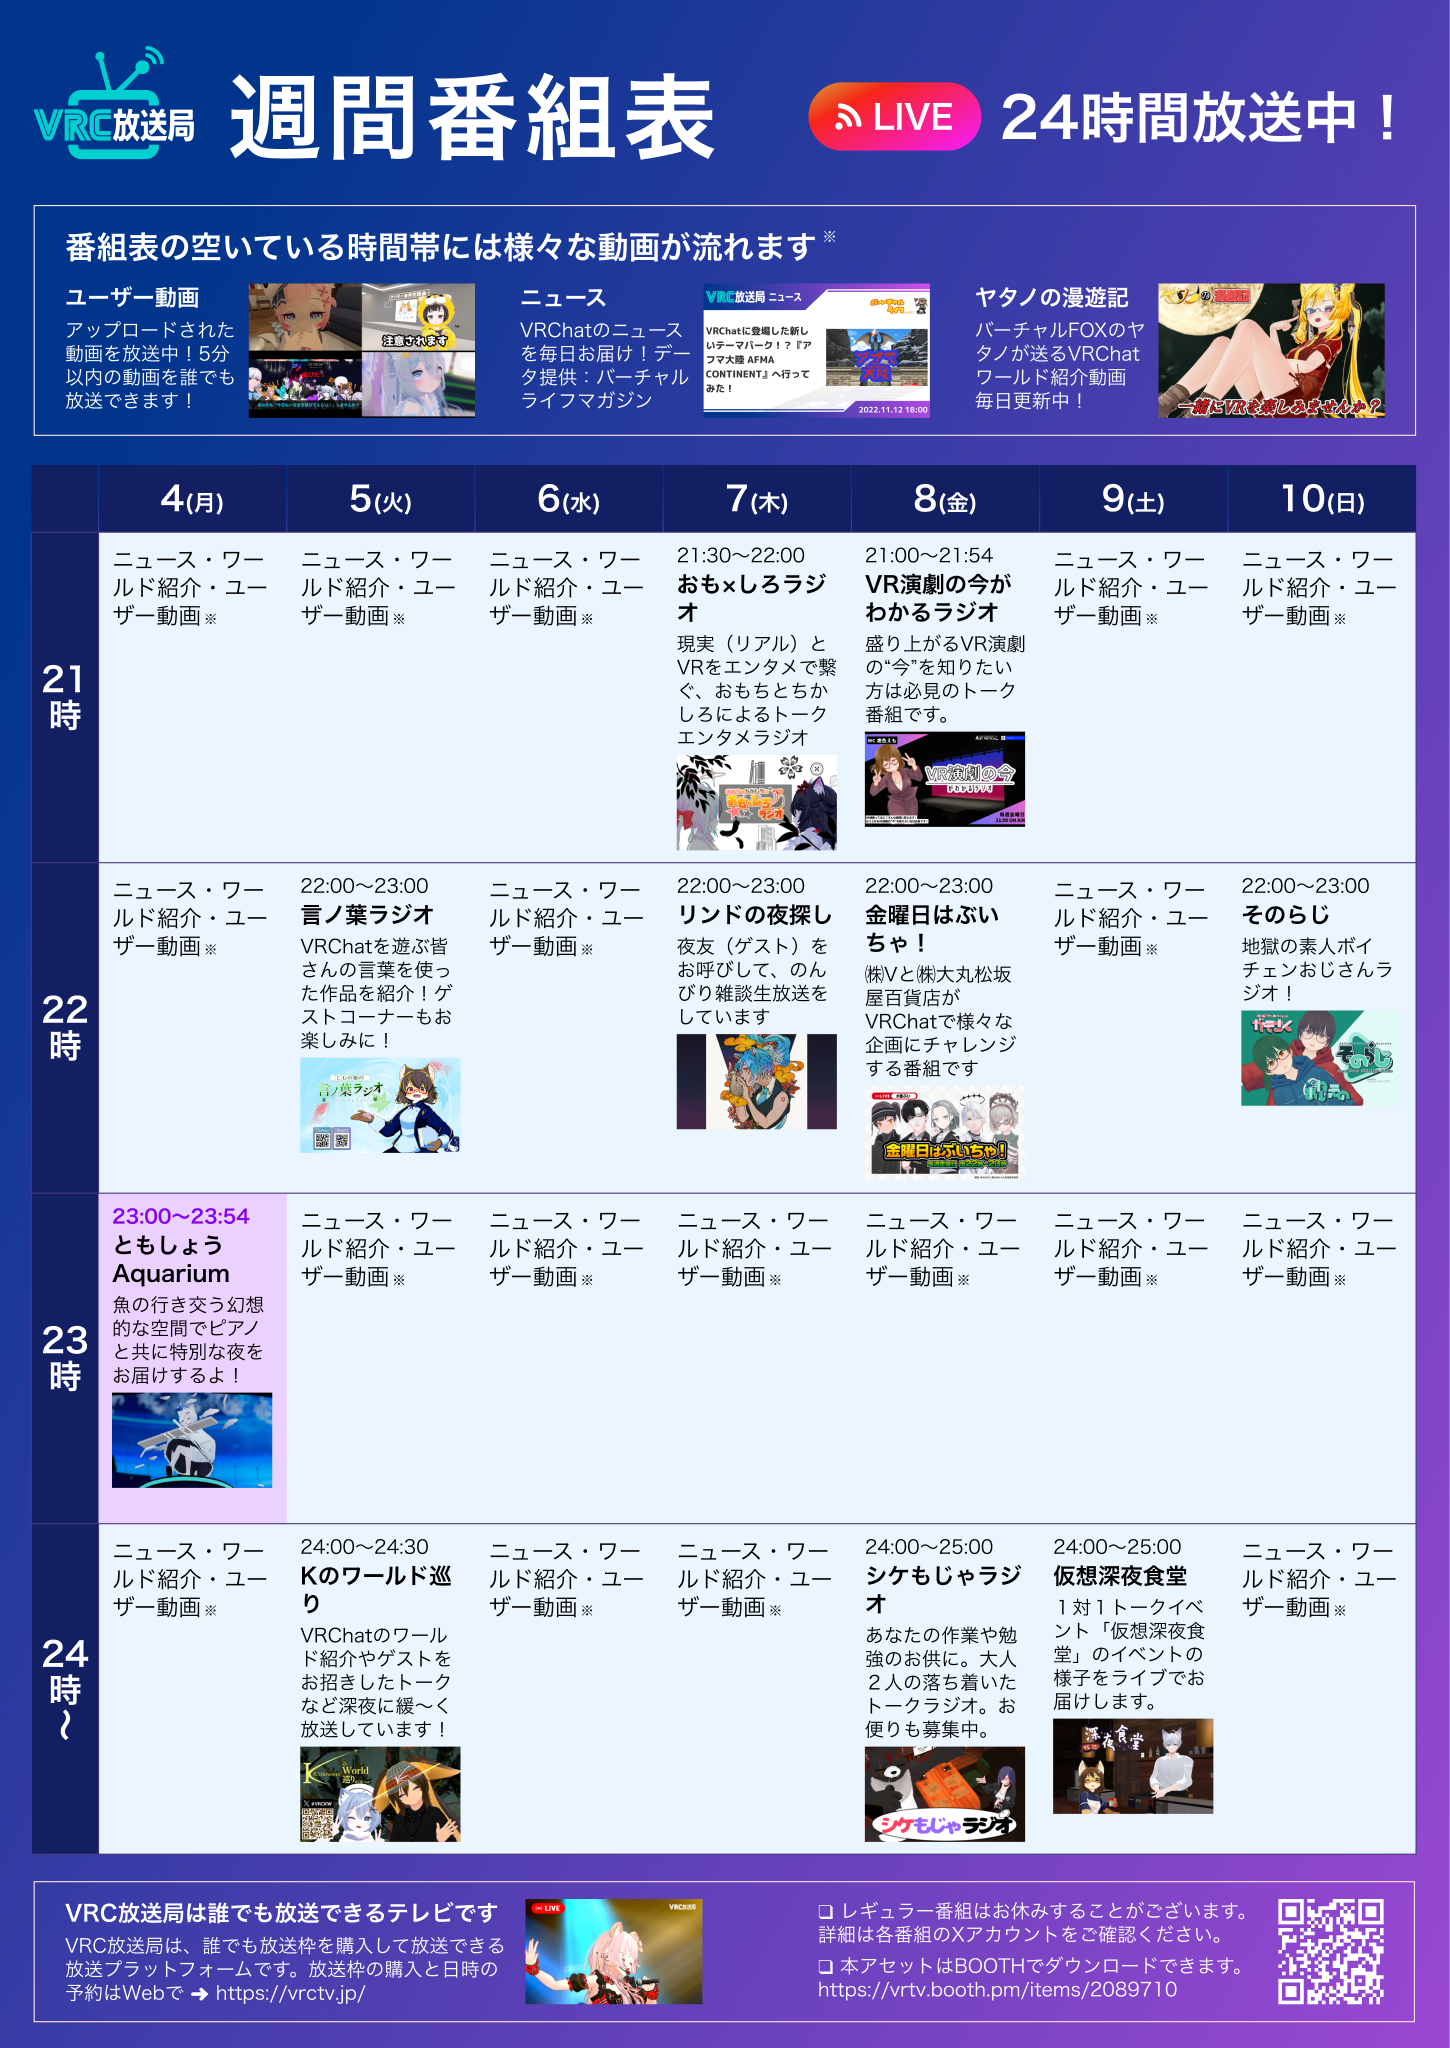 VRC放送局
週間番組表
LIVE
24時間放送中！
番組表の空いている時間帯には様々な動画が流れます※
ユーザー動画
アップロードされた
動画を放送中！5分
以内の動画を誰でも
放送できます！
注意されます
ニュース
VRChatのニュース
を毎日お届け！デー
タ提供：バーチャル
ライフマガジン
VRC放送局 ニュース
VRChatに登場した新し
いテーマパーク！？『ア
フマ大陸 AFMA
CONTINENT』へ行って
みた！
2022.11.12 18:00
ヤタノの漫遊記
バーチャルFOXのヤ
タノが送るVRChat
ワールド紹介動画
毎日更新中！
一緒にVRを楽しみませんか？
4(月)
5(火)
6(水)
7(木)
8(金)
9(土)
10(日)
21
時
ニュース・ワー
ルド紹介・ユー
ザー動画※
ニュース・ワー
ルド紹介・ユー
ザー動画※
ニュース・ワー
ルド紹介・ユー
ザー動画※
21:30〜22:00
おも×しろラジ
オ
現実（リアル）と
VRをエンタメで繋
ぐ、おもちとちか
しろによるトーク
エンタメラジオ
21:00〜21:54
VR演劇の今が
わかるラジオ
盛り上がるVR演劇
の“今”を知りたい
方は必見のトーク
番組です。
VR演劇の今
がわかるラジオ
毎週金曜日
21:00 ON AIR
ニュース・ワー
ルド紹介・ユー
ザー動画※
ニュース・ワー
ルド紹介・ユー
ザー動画※
22
時
ニュース・ワー
ルド紹介・ユー
ザー動画※
22:00〜23:00
言ノ葉ラジオ
VRChatを遊ぶ皆
さんの言葉を使っ
た作品を紹介！ゲ
ストコーナーもお
楽しみに！
言ノ葉ラジオ
ニュース・ワー
ルド紹介・ユー
ザー動画※
22:00〜23:00
リンドの夜探し
夜友（ゲスト）を
お呼びして、のん
びり雑談生放送を
しています
22:00〜23:00
金曜日はぶい
ちゃ！
㈱Vと㈱大丸松坂
屋百貨店が
VRChatで様々な
企画にチャレンジ
する番組です
LIVE
金曜日はぶいちゃ！
ニュース・ワー
ルド紹介・ユー
ザー動画※
22:00〜23:00
そのらじ
地獄の素人ボイ
チェンおじさんラ
ジオ！
そのらじ
23
時
23:00〜23:54
ともしょう
Aquarium
魚の行き交う幻想
的な空間でピアノ
と共に特別な夜を
お届けするよ！
ニュース・ワー
ルド紹介・ユー
ザー動画※
ニュース・ワー
ルド紹介・ユー
ザー動画※
ニュース・ワー
ルド紹介・ユー
ザー動画※
ニュース・ワー
ルド紹介・ユー
ザー動画※
ニュース・ワー
ルド紹介・ユー
ザー動画※
ニュース・ワー
ルド紹介・ユー
ザー動画※
24
時
〜
ニュース・ワー
ルド紹介・ユー
ザー動画※
24:00〜24:30
Kのワールド巡
り
VRChatのワール
ド紹介やゲストを
お招きしたトーク
など深夜に緩〜く
放送しています！
World
#VRCKW
ニュース・ワー
ルド紹介・ユー
ザー動画※
ニュース・ワー
ルド紹介・ユー
ザー動画※
24:00〜25:00
シケもじゃラジ
オ
あなたの作業や勉
強のお供に。大人
２人の落ち着いた
トークラジオ。お
便りも募集中。
シケもじゃラジオ
24:00〜25:00
仮想深夜食堂
１対１トークイベ
ント「仮想深夜食
堂」のイベントの
様子をライブでお
届けします。
深夜食堂
ニュース・ワー
ルド紹介・ユー
ザー動画※
VRC放送局は誰でも放送できるテレビです
VRC放送局は、誰でも放送枠を購入して放送できる
放送プラットフォームです。放送枠の購入と日時の
予約はWebで ➜ https://vrctv.jp/
LIVE
VRC放送局
❏ レギュラー番組はお休みすることがございます。
詳細は各番組のXアカウントをご確認ください。
❏ 本アセットはBOOTHでダウンロードできます。
https://vrtv.booth.pm/items/2089710